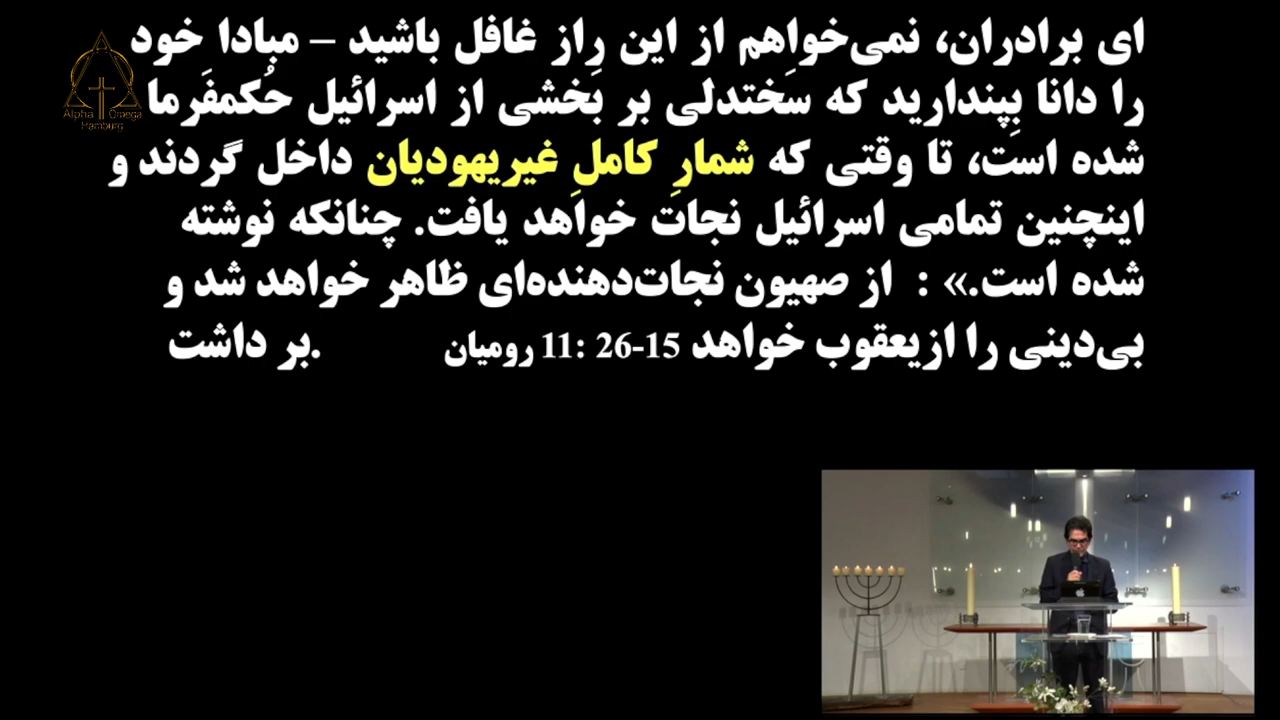 ای برادران، نمی‌خواهم از این رِاز غافل باشید – مبادا خود
را دانا بِپندارید که سَختدلی بر بَخشی از اسرائیل حُکمفَرما
شده است، تا وقتی که شمارِ کاملِ غیریهودیان داخل گردند و
اینچنین تمامی اسرائیل نجات خواهد یافت. چنانکه نوشته
شده است.» : از صهیون نجات‌دهنده‌ای ظاهر خواهد شد و
بی‌دینی را ازیعقوب خواهد 15-26 :11 رومیان .بر داشت
Alpha Omega
Hamburg